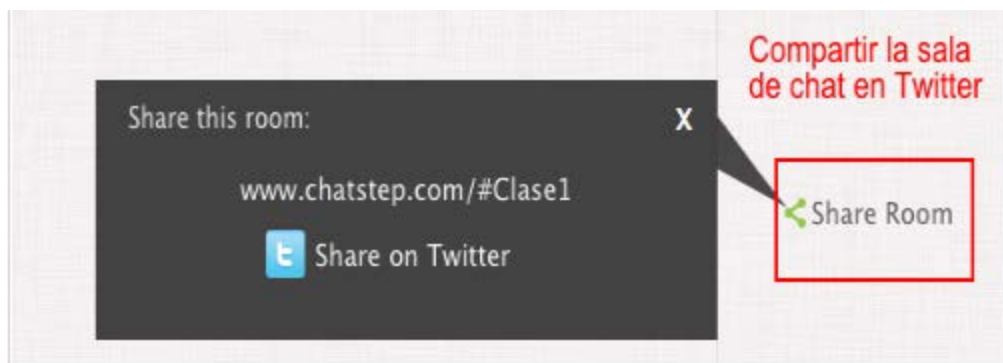 Compartir la sala
de chat en Twitter
Share this room:
X
www.chatstep.com/#Clase1
Share on Twitter
Share Room